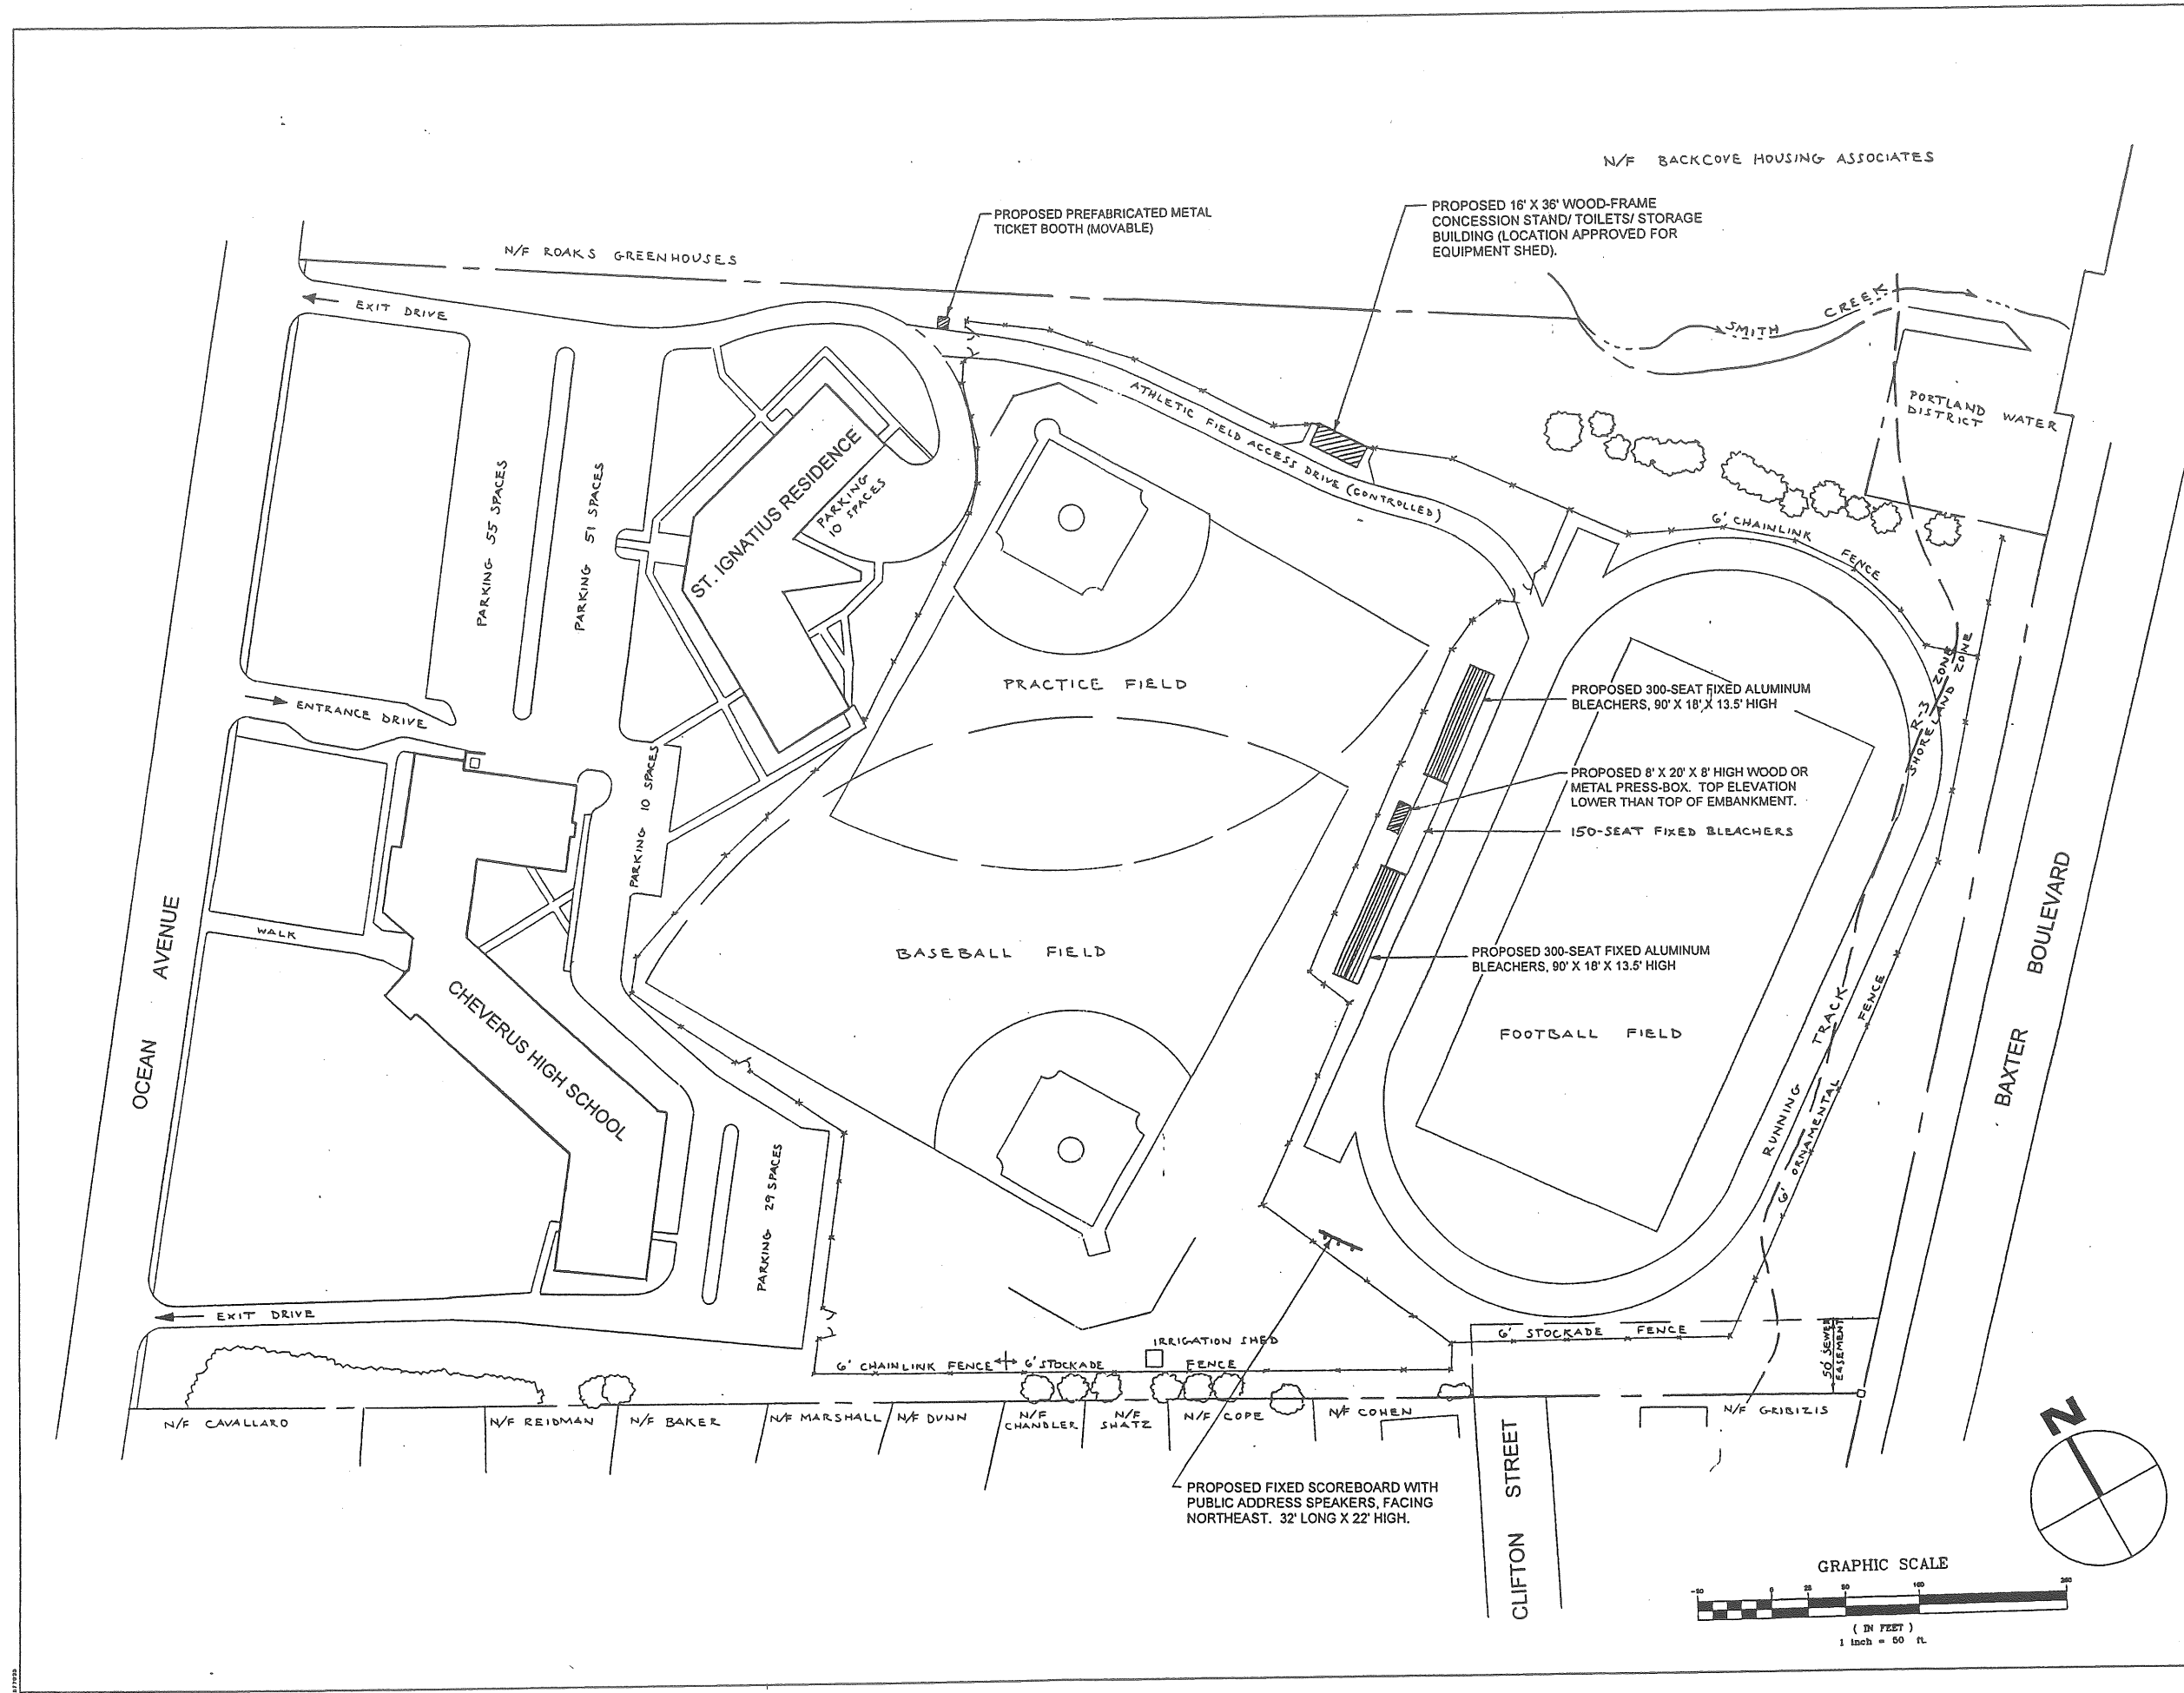 N/F BACKCOVE HOUSING ASSOCIATES
PROPOSED PREFABRICATED METAL
TICKET BOOTH (MOVABLE)
PROPOSED 16' X 36' WOOD-FRAME
CONCESSION STAND/ TOILETS/ STORAGE
BUILDING (LOCATION APPROVED FOR
EQUIPMENT SHED).
N/F ROAKS GREENHOUSES
EXIT DRIVE
SMITH CREEK
PORTLAND WATER
DISTRICT
ATHLETIC FIELD ACCESS DRIVE (CONTROLLED)
PARKING 55 SPACES
PARKING 51 SPACES
ST. IGNATIUS RESIDENCE
PARKING
10 SPACES
6' CHAINLINK FENCE
R-3 ZONE
SHORELAND ZONE
PRACTICE FIELD
PROPOSED 300-SEAT FIXED ALUMINUM
BLEACHERS, 90' X 18' X 13.5' HIGH
ENTRANCE DRIVE
PROPOSED 8' X 20' X 8' HIGH WOOD OR
METAL PRESS-BOX. TOP ELEVATION
LOWER THAN TOP OF EMBANKMENT.
150-SEAT FIXED BLEACHERS
PARKING 10 SPACES
WALK
BASEBALL FIELD
PROPOSED 300-SEAT FIXED ALUMINUM
BLEACHERS, 90' X 18' X 13.5' HIGH
OCEAN AVENUE
CHEVERUS HIGH SCHOOL
FOOTBALL FIELD
RUNNING TRACK
6' ORNAMENTAL FENCE
BAXTER BOULEVARD
PARKING 29 SPACES
EXIT DRIVE
IRRIGATION SHED
6' CHAINLINK FENCE 6' STOCKADE FENCE
6' STOCKADE FENCE
50' SEWER
EASEMENT
N/F CAVALLARO
N/F REIDMAN
N/F BAKER
N/F MARSHALL
N/F DUNN
N/F
CHANDLER
N/F
SHATZ
N/F COPE
N/F COHEN
N/F GRIBIZIS
CLIFTON STREET
PROPOSED FIXED SCOREBOARD WITH
PUBLIC ADDRESS SPEAKERS, FACING
NORTHEAST. 32' LONG X 22' HIGH.
N
GRAPHIC SCALE
0 25 50 100 200
( IN FEET )
1 inch = 50 ft.